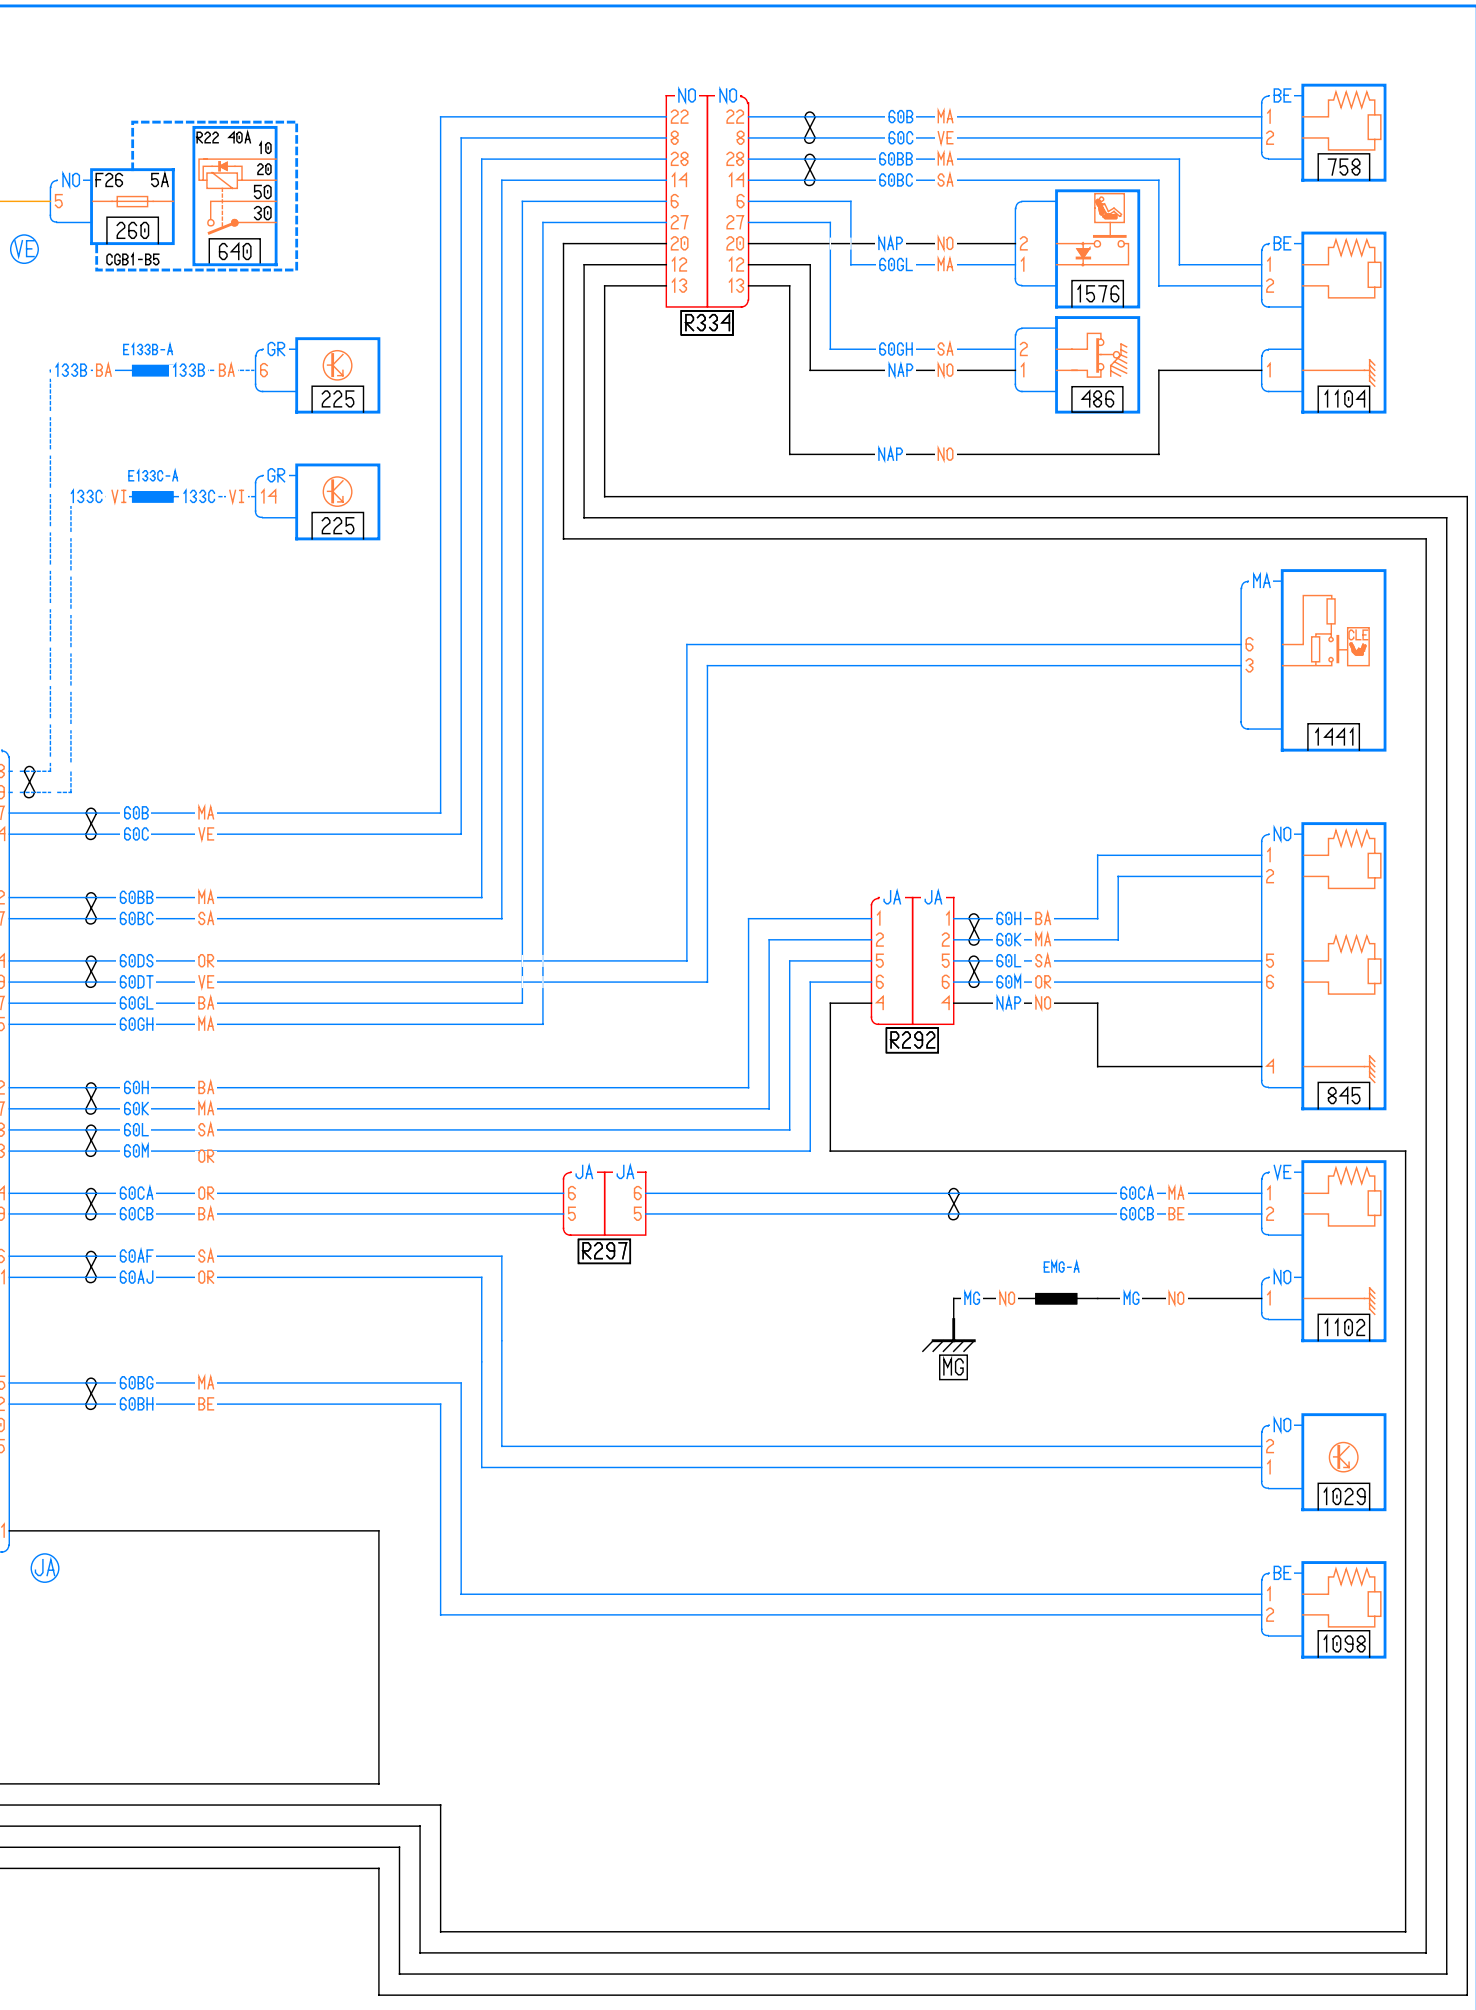 NO NO BE
22 22 60B MA 1
8 8 60C VE 2
R22 40A
10
28 28 60BB MA
758
20
14 14 60BC SA
NO F26 5A
50
5
6 6
30
27 27
260
640
VE
20 20 NAP NO 2 BE
CGB1-B5
12 12 60GL MA 1 1
13 13 1576 2
R334
E133B-A GR 60GH SA 2
133B BA 133B BA 6 NAP NO 1 1
225 486 1104
NAP NO
E133C-A GR
133C VI 133C VI 14
225
MA
CLE
6
3
1441
60B MA
60C VE NO
1
2
60BB MA JA JA
60BC SA 1 1 60H BA
2 2 60K MA
60DS OR 5 5 60L SA 5
60DT VE 6 6 60M OR 6
60GL BA 4 4 NAP NO
60GH MA
R292
4
60H BA 845
60K MA
60L SA
60M OR
JA JA VE
60CA OR 6 6 60CA MA 1
60CB BA 5 5 60CB BE 2
R297
60AF SA
EMG-A
60AJ OR NO
MG NO MG NO 1
1102
MG
60BG MA
60BH BE
NO
2
1
1029
1
JA
BE
1
2
1098